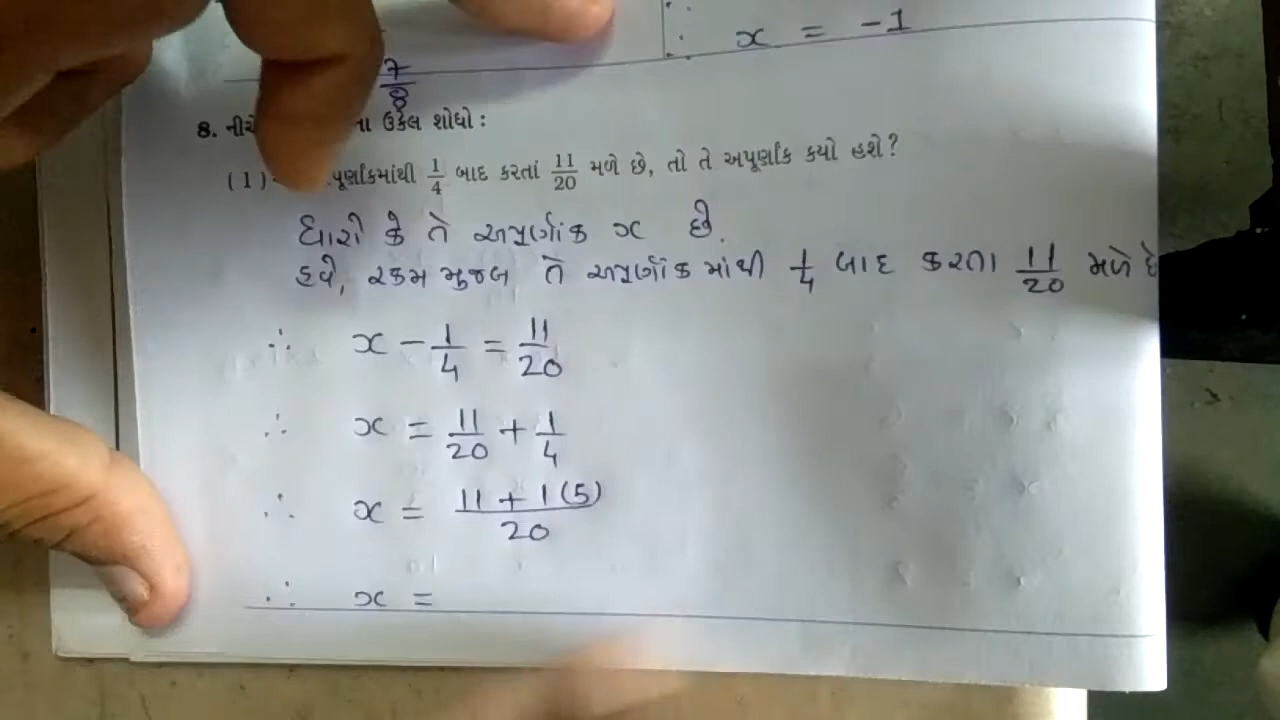 ∴ x = -1
7/8
8. ઉકેલ શોધો :
(1) 1/4 બાદ કરતાં 11/20 મળે છે, તો તે અપૂર્ણાંક કયો હશે?
ધારો કે તે અપૂર્ણાંક x છે.
હવે, રકમ મુજબ તે અપૂર્ણાંકમાંથી 1/4 બાદ કરતા 11/20 મળે છે
∴ x - 1/4 = 11/20
∴ x = 11/20 + 1/4
∴ x = (11 + 1(5))/20
∴ x =